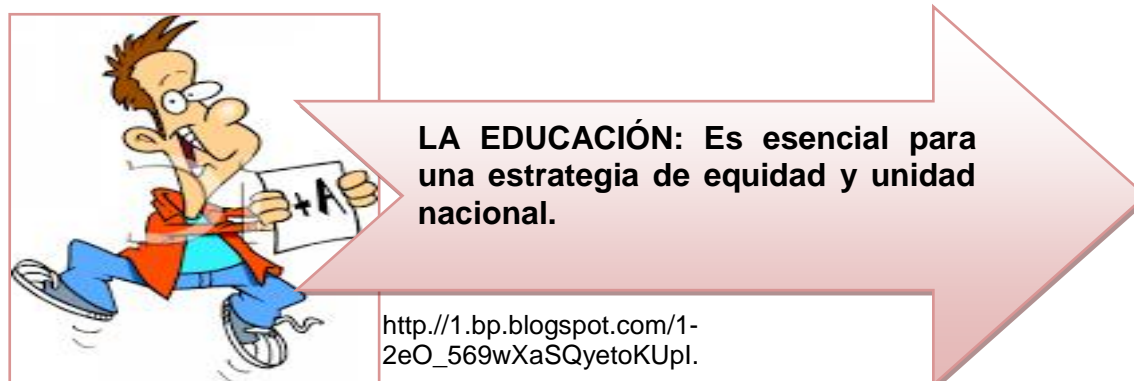 +A
LA EDUCACIÓN: Es esencial para
una estrategia de equidad y unidad
nacional.
http.//1.bp.blogspot.com/1-
2eO_569wXaSQyetoKUpI.